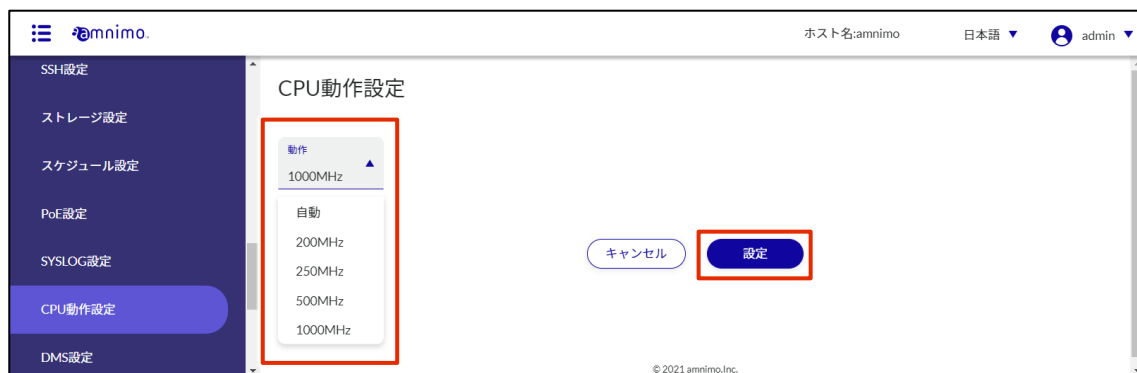 amnimo.
ホスト名:amnimo
日本語 ▼
admin ▼
SSH設定
ストレージ設定
スケジュール設定
PoE設定
SYSLOG設定
CPU動作設定
DMS設定
CPU動作設定
動作
1000MHz ▲
自動
200MHz
250MHz
500MHz
1000MHz
キャンセル
設定
© 2021 amnimo.Inc.